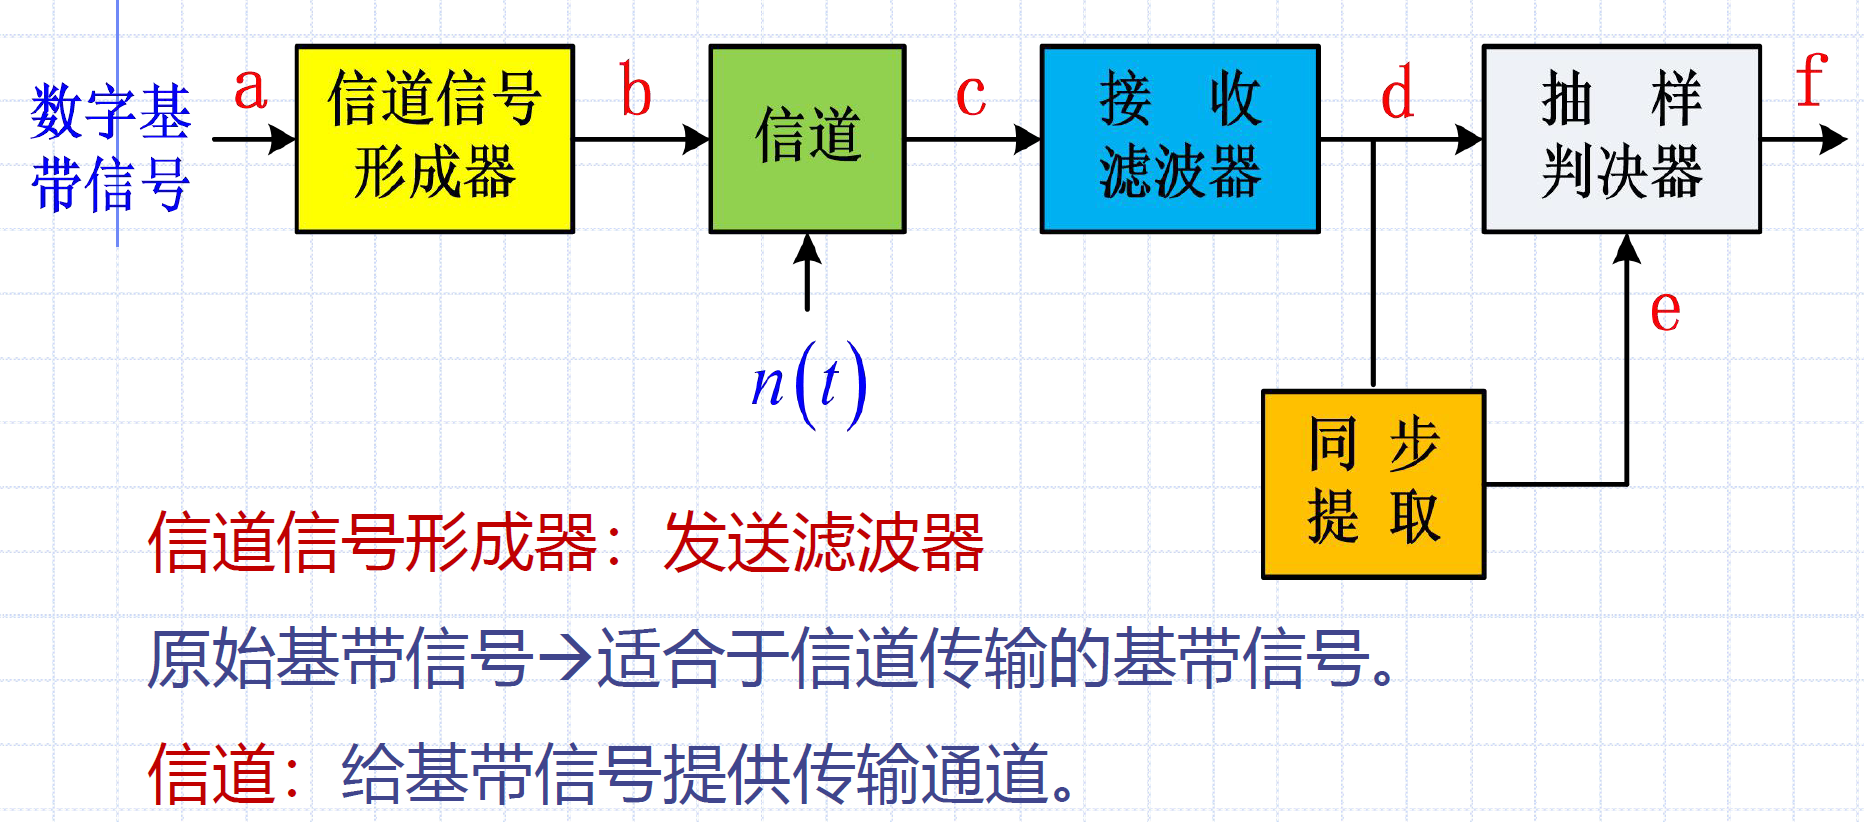 数字基
带信号
a
信道信号
形成器
b
信道
c
接 收
滤波器
d
抽 样
判决器
f
n(t)
e
同 步
提 取
信道信号形成器：发送滤波器
原始基带信号→适合于信道传输的基带信号。
信道：给基带信号提供传输通道。